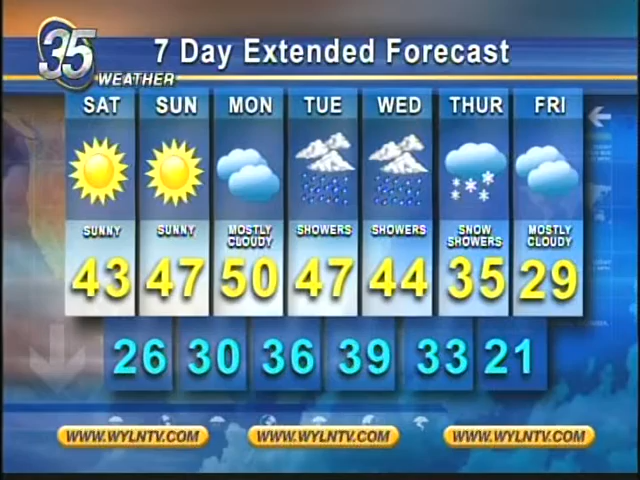 35
WEATHER
7 Day Extended Forecast
SAT SUN MON TUE WED THUR FRI
SUNNY SUNNY MOSTLY CLOUDY SHOWERS SHOWERS SNOW SHOWERS MOSTLY CLOUDY
43 47 50 47 44 35 29
26 30 36 39 33 21
WWW.WYLNTV.COM WWW.WYLNTV.COM WWW.WYLNTV.COM